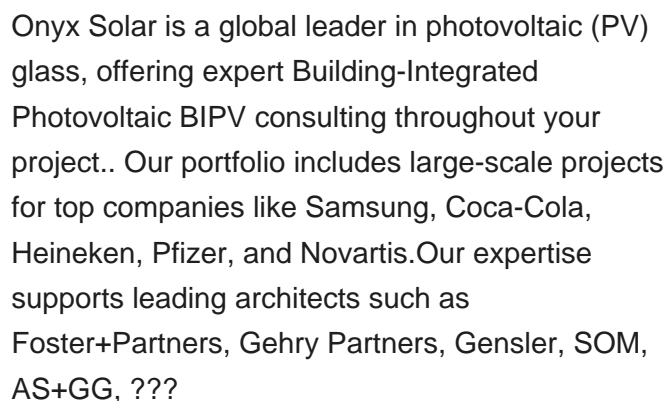 Onyx Solar is a global leader in photovoltaic (PV)
glass, offering expert Building-Integrated
Photovoltaic BIPV consulting throughout your
project.. Our portfolio includes large-scale projects
for top companies like Samsung, Coca-Cola,
Heineken, Pfizer, and Novartis.Our expertise
supports leading architects such as
Foster+Partners, Gehry Partners, Gensler, SOM,
AS+GG, ???